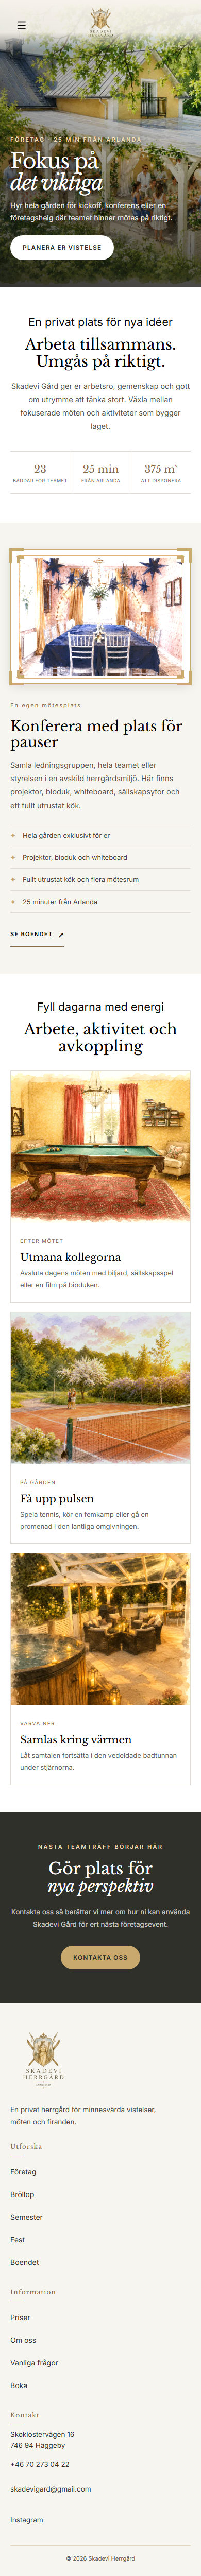 SKADEVI
FÖRETAG · 25 MIN FRÅN ARLANDA
Fokus på
det viktiga
Hyr hela gården för kickoff, konferens eller en
företagshelg där teamet hinner mötas på riktigt.
PLANERA ER VISTELSE
En privat plats för nya idéer
Arbeta tillsammans.
Umgås på riktigt.
Skadevi Gård ger er arbetsro, gemenskap och gott
om utrymme att tänka stort. Växla mellan
fokuserade möten och aktiviteter som bygger
laget.
23
BÄDDAR FÖR TEAMET
25 min
FRÅN ARLANDA
375 m²
ATT DISPONERA
En egen mötesplats
Konferera med plats för
pauser
Samla ledningsgruppen, hela teamet eller
styrelsen i en avskild herrgårdsmiljö. Här finns
projektor, bioduk, whiteboard, sällskapsytor och
ett fullt utrustat kök.
+ Hela gården exklusivt för er
+ Projektor, bioduk och whiteboard
+ Fullt utrustat kök och flera mötesrum
+ 25 minuter från Arlanda
SE BOENDET ↗
Fyll dagarna med energi
Arbete, aktivitet och
avkoppling
EFTER MÖTET
Utmana kollegorna
Avsluta dagens möten med biljard, sällskapsspel
eller en film på bioduken.
PÅ GÅRDEN
Få upp pulsen
Spela tennis, kör en femkamp eller gå en
promenad i den lantliga omgivningen.
VARVA NER
Samlas kring värmen
Låt samtalen fortsätta i den vedeldade badtunnan
under stjärnorna.
NÄSTA TEAMTRÄFF BÖRJAR HÄR
Gör plats för
nya perspektiv
Kontakta oss så berättar vi mer om hur ni kan använda
Skadevi Gård för ert nästa företagsevent.
KONTAKTA OSS
SKADEVI
HERRGÅRD
En privat herrgård för minnesvärda vistelser,
möten och firanden.
Utforska
Företag
Bröllop
Semester
Fest
Boendet
Information
Priser
Om oss
Vanliga frågor
Boka
Kontakt
Skoklostervägen 16
746 94 Häggeby
+46 70 273 04 22
skadevigard@gmail.com
Instagram
© 2026 Skadevi Herrgård